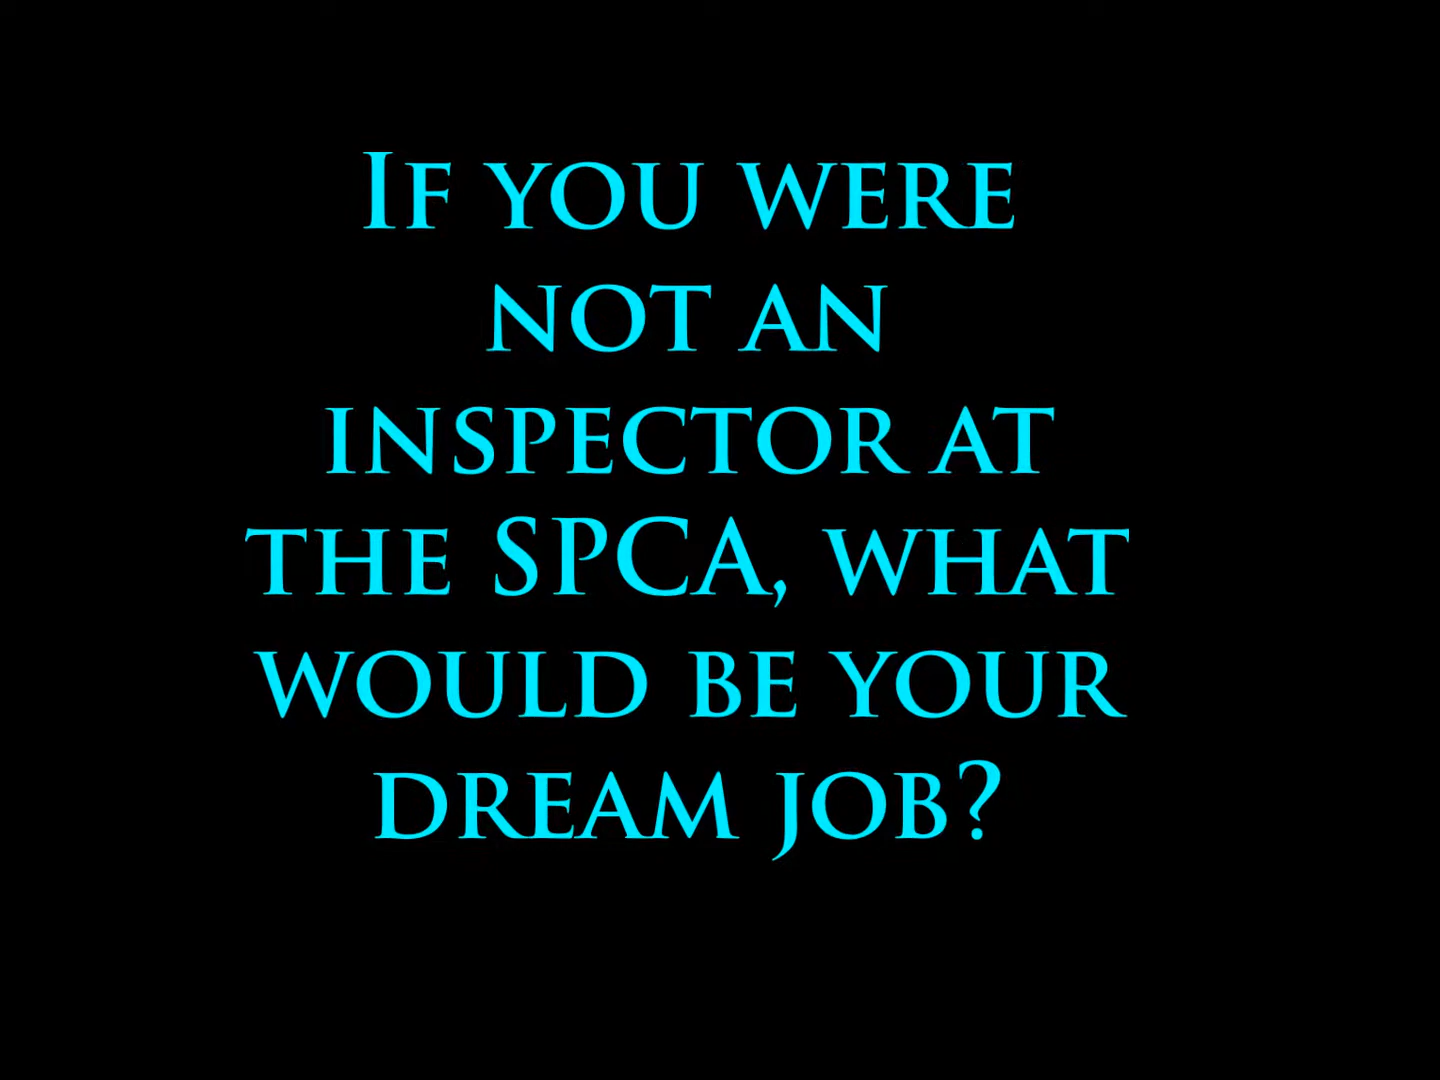 If you were
not an
inspector at
the SPCA, what
would be your
dream job?